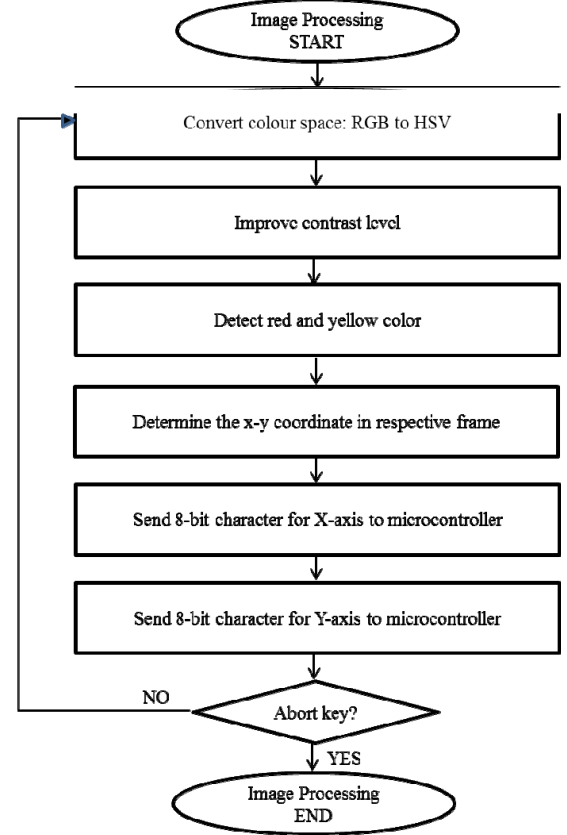 Image Processing
START
Convert colour space: RGB to HSV
Improve contrast level
Detect red and yellow color
Determine the x-y coordinate in respective frame
Send 8-bit character for X-axis to microcontroller
Send 8-bit character for Y-axis to microcontroller
NO
Abort key?
YES
Image Processing
END